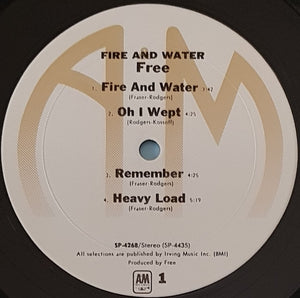 FIRE AND WATER
Free
1. Fire And Water 3:42
(Fraser-Rodgers)
2. Oh I Wept 4:25
(Rodgers-Kossoff)
3. Remember 4:25
(Fraser-Rodgers)
4. Heavy Load 5:19
(Fraser-Rodgers)
SP-4268/Stereo (SP-4435)
All selections are published by Irving Music Inc. (BMI)
Produced by Free
A&M 1